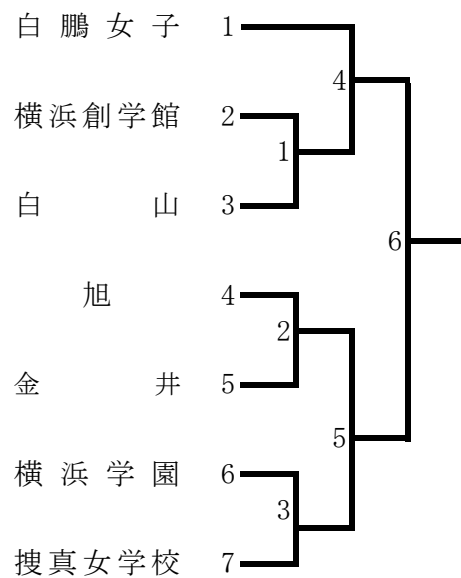 白鵬女子 1
4
横浜創学館 2
1
白山 3
6
旭 4
2
金井 5
5
横浜学園 6
3
捜真女学校 7